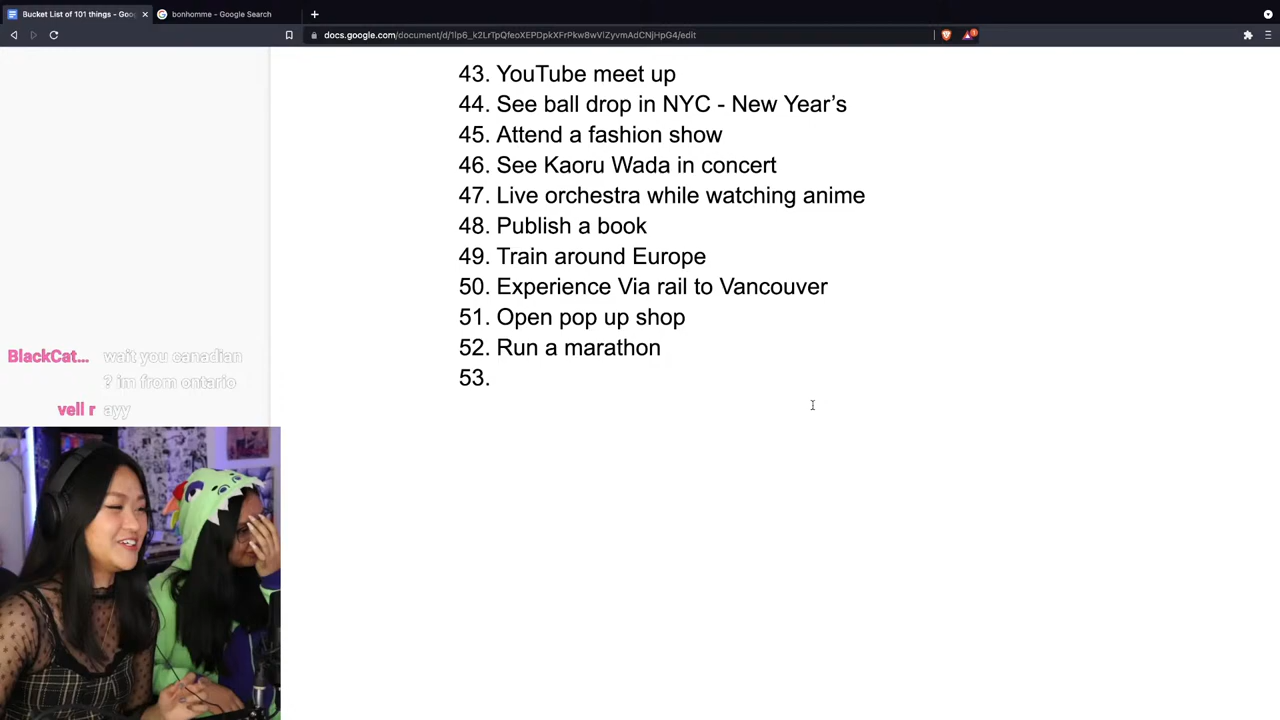 Bucket List of 101 things - Goo
bonhomme - Google Search
docs.google.com/document/d/1lp6_k2LrTpQfeoXEPDpkXFrPkw8wVlZyvmAdCNjHpG4/edit
43. YouTube meet up
44. See ball drop in NYC - New Year’s
45. Attend a fashion show
46. See Kaoru Wada in concert
47. Live orchestra while watching anime
48. Publish a book
49. Train around Europe
50. Experience Via rail to Vancouver
51. Open pop up shop
52. Run a marathon
53.
BlackCat... wait you canadian
? im from ontario
vell r ayy